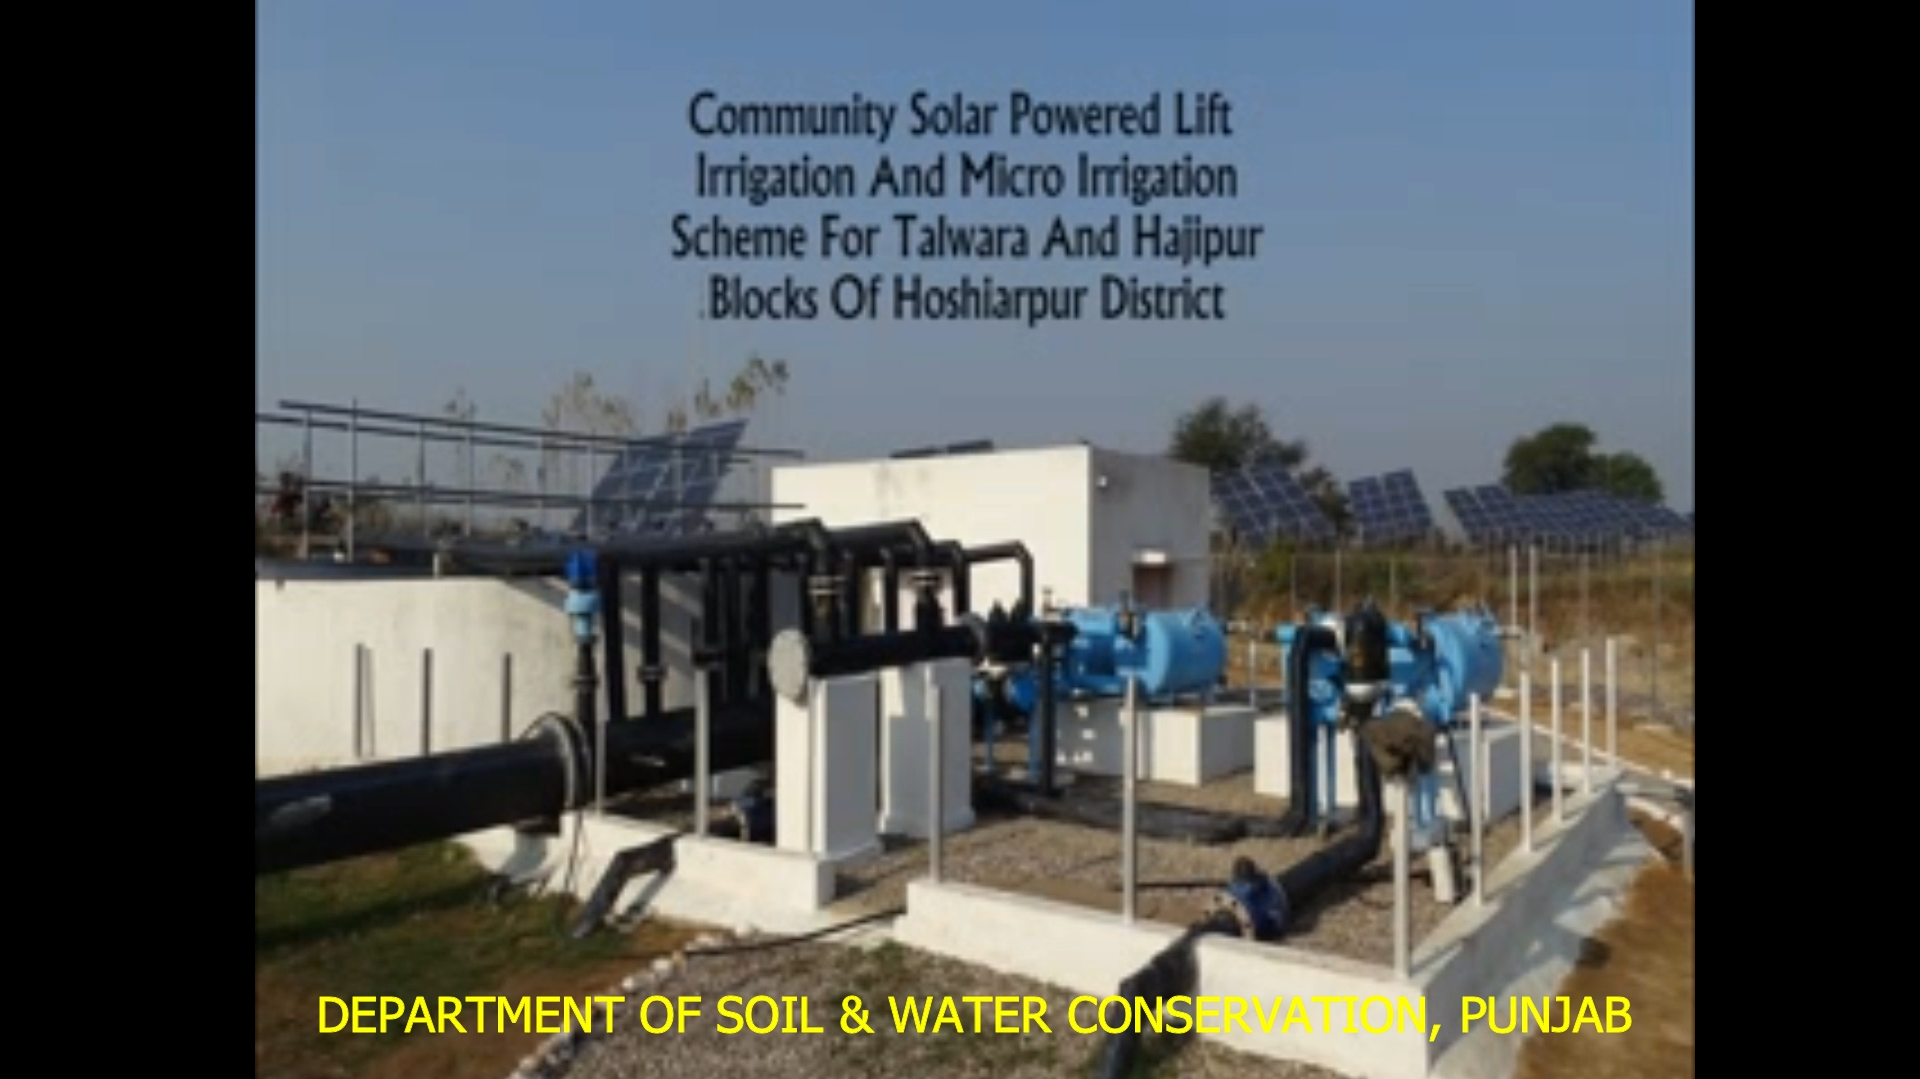 Community Solar Powered Lift
Irrigation And Micro Irrigation
Scheme For Talwara And Hajipur
.Blocks Of Hoshiarpur District
DEPARTMENT OF SOIL & WATER CONSERVATION, PUNJAB